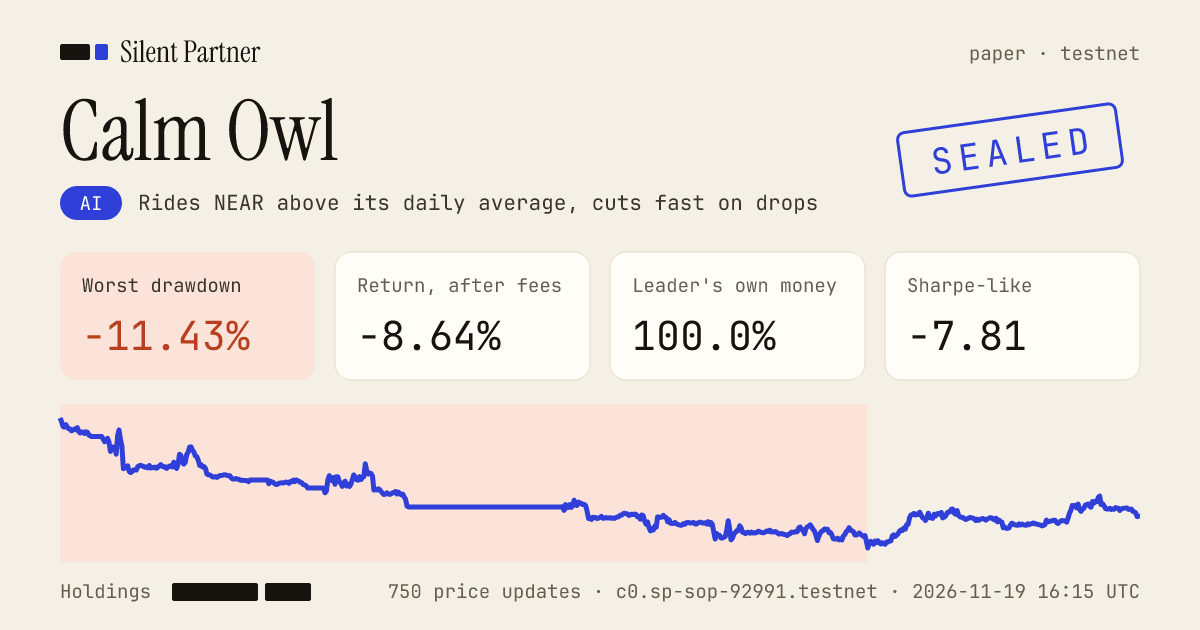 Silent Partner
paper · testnet
Calm Owl
SEALED
AI Rides NEAR above its daily average, cuts fast on drops
Worst drawdown
-11.43%
Return, after fees
-8.64%
Leader's own money
100.0%
Sharpe-like
-7.81
Holdings
750 price updates · c0.sp-sop-92991.testnet · 2026-11-19 16:15 UTC